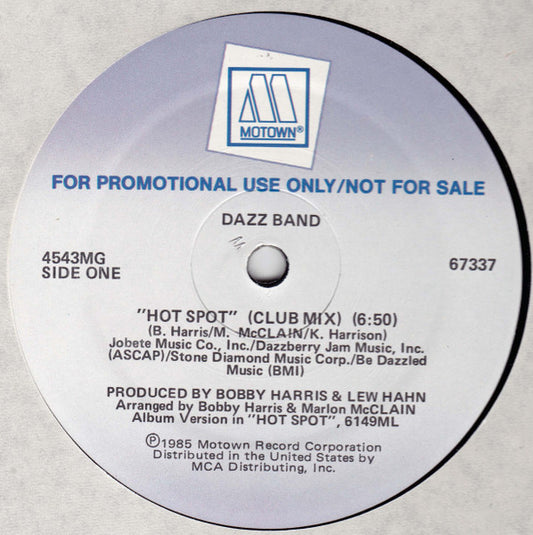 MOTOWN®
FOR PROMOTIONAL USE ONLY/NOT FOR SALE
DAZZ BAND
4543MG
SIDE ONE
67337
"HOT SPOT" (CLUB MIX) (6:50)
(B. Harris/M. McCLAIN/K. Harrison)
Jobete Music Co., Inc./Dazzberry Jam Music, Inc.
(ASCAP)/Stone Diamond Music Corp./Be Dazzled
Music (BMI)
PRODUCED BY BOBBY HARRIS & LEW HAHN
Arranged by Bobby Harris & Marlon McCLAIN
Album Version in "HOT SPOT", 6149ML
℗1985 Motown Record Corporation
Distributed in the United States by
MCA Distributing, Inc.